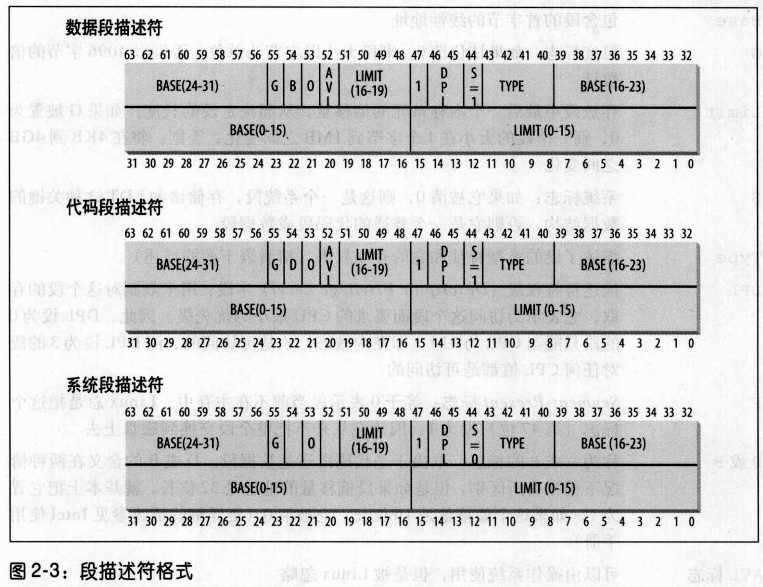 数据段描述符
63 62 61 60 59 58 57 56 55 54 53 52 51 50 49 48 47 46 45 44 43 42 41 40 39 38 37 36 35 34 33 32
BASE(24-31) G B O AVL LIMIT (16-19) 1 DPL S=1 TYPE BASE (16-23)
BASE(0-15) LIMIT (0-15)
31 30 29 28 27 26 25 24 23 22 21 20 19 18 17 16 15 14 13 12 11 10 9 8 7 6 5 4 3 2 1 0
代码段描述符
63 62 61 60 59 58 57 56 55 54 53 52 51 50 49 48 47 46 45 44 43 42 41 40 39 38 37 36 35 34 33 32
BASE(24-31) G D O AVL LIMIT (16-19) 1 DPL S=1 TYPE BASE (16-23)
BASE(0-15) LIMIT (0-15)
31 30 29 28 27 26 25 24 23 22 21 20 19 18 17 16 15 14 13 12 11 10 9 8 7 6 5 4 3 2 1 0
系统段描述符
63 62 61 60 59 58 57 56 55 54 53 52 51 50 49 48 47 46 45 44 43 42 41 40 39 38 37 36 35 34 33 32
BASE(24-31) G O LIMIT (16-19) 1 DPL S=0 TYPE BASE (16-23)
BASE(0-15) LIMIT (0-15)
31 30 29 28 27 26 25 24 23 22 21 20 19 18 17 16 15 14 13 12 11 10 9 8 7 6 5 4 3 2 1 0
图 2-3：段描述符格式